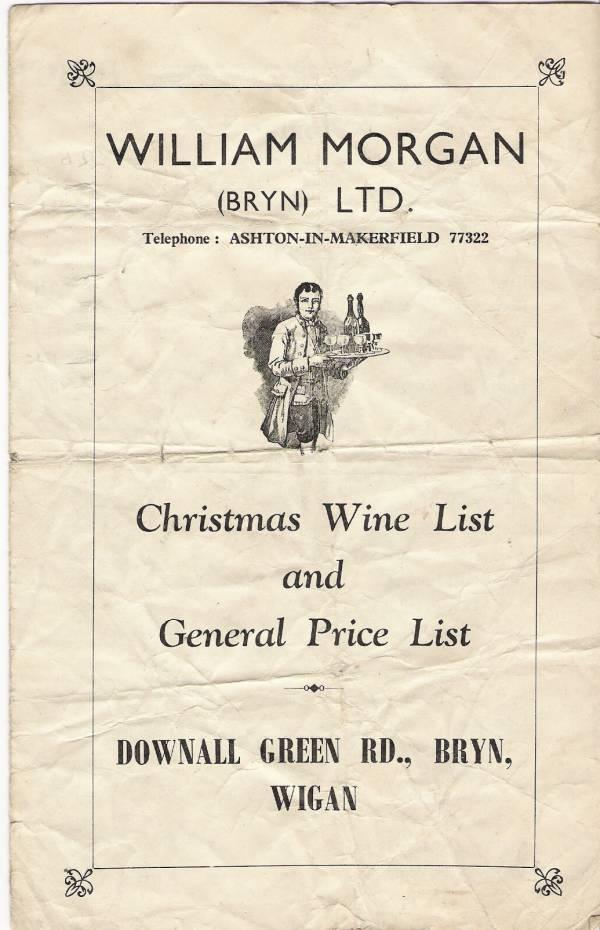 WILLIAM MORGAN
(BRYN) LTD.
Telephone : ASHTON-IN-MAKERFIELD 77322
Christmas Wine List
and
General Price List
DOWNALL GREEN RD., BRYN,
WIGAN